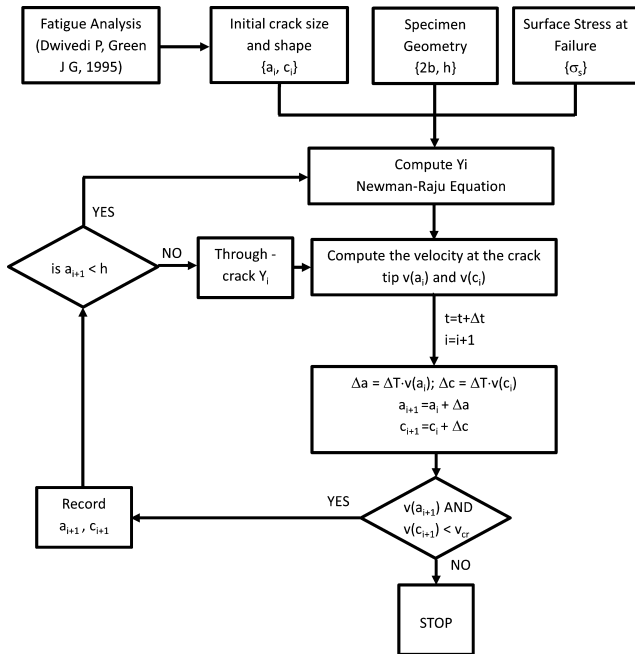 Fatigue Analysis
(Dwivedi P, Green
J G, 1995)
Initial crack size
and shape
{aᵢ, cᵢ}
Specimen
Geometry
{2b, h}
Surface Stress at
Failure
{σₛ}
Compute Yi
Newman-Raju Equation
YES
is aᵢ₊₁ < h
NO
Through -
crack Yᵢ
Compute the velocity at the crack
tip v(aᵢ) and v(cᵢ)
t=t+Δt
i=i+1
Δa = ΔT·v(aᵢ); Δc = ΔT·v(cᵢ)
aᵢ₊₁ =aᵢ + Δa
cᵢ₊₁ =cᵢ + Δc
Record
aᵢ₊₁ , cᵢ₊₁
YES
v(aᵢ₊₁) AND
v(cᵢ₊₁) < v_cr
NO
STOP